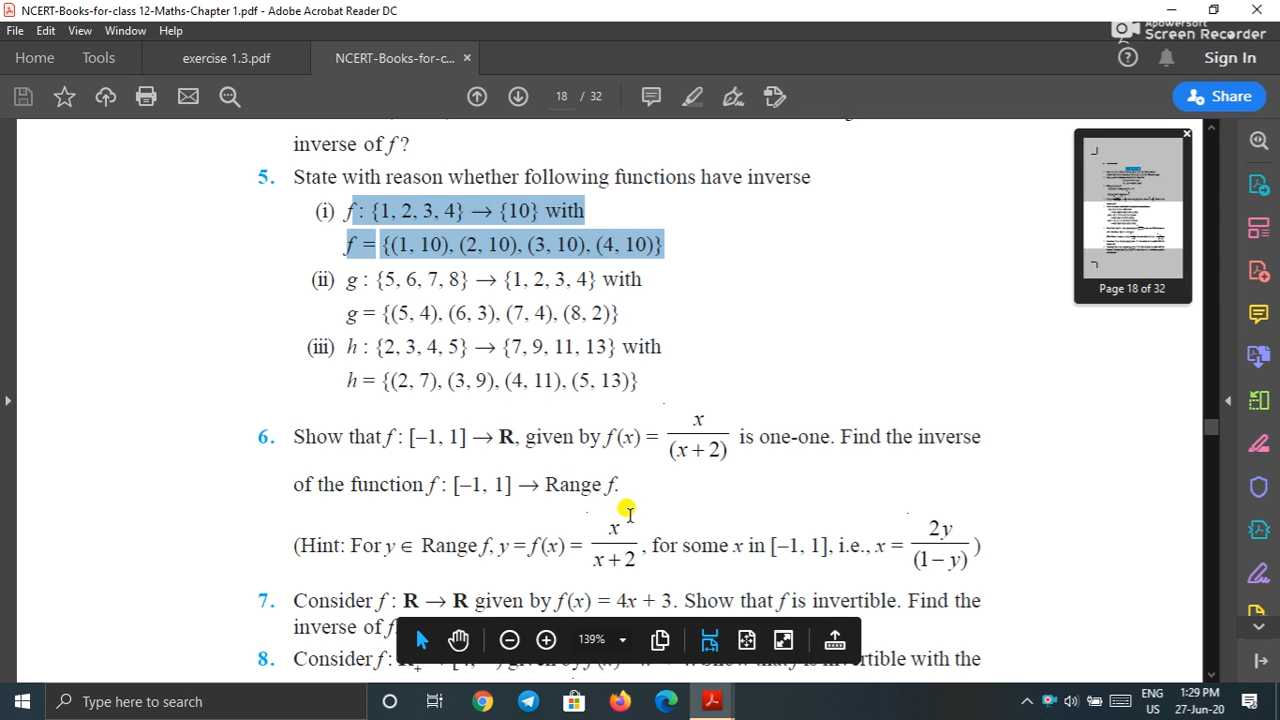 NCERT-Books-for-class 12-Maths-Chapter 1.pdf - Adobe Acrobat Reader DC
File Edit View Window Help
Apowersoft
Screen Recorder
Home Tools exercise 1.3.pdf NCERT-Books-for-c... × Sign In
18 / 32 Share
inverse of f ?
5. State with reason whether following functions have inverse
(i) f : {1, 2, 3, 4} → {10} with
f = {(1, 10), (2, 10), (3, 10), (4, 10)}
(ii) g : {5, 6, 7, 8} → {1, 2, 3, 4} with
g = {(5, 4), (6, 3), (7, 4), (8, 2)}
(iii) h : {2, 3, 4, 5} → {7, 9, 11, 13} with
h = {(2, 7), (3, 9), (4, 11), (5, 13)}
6. Show that f : [–1, 1] → R, given by f(x) = x/(x + 2) is one-one. Find the inverse
of the function f : [–1, 1] → Range f.
(Hint: For y ∈ Range f, y = f(x) = x/x + 2, for some x in [–1, 1], i.e., x = 2y/(1 – y))
7. Consider f : R → R given by f(x) = 4x + 3. Show that f is invertible. Find the
inverse of f
8. Consider f : invertible with the
Page 18 of 32
139%
Type here to search
ENG
US
1:29 PM
27-Jun-20